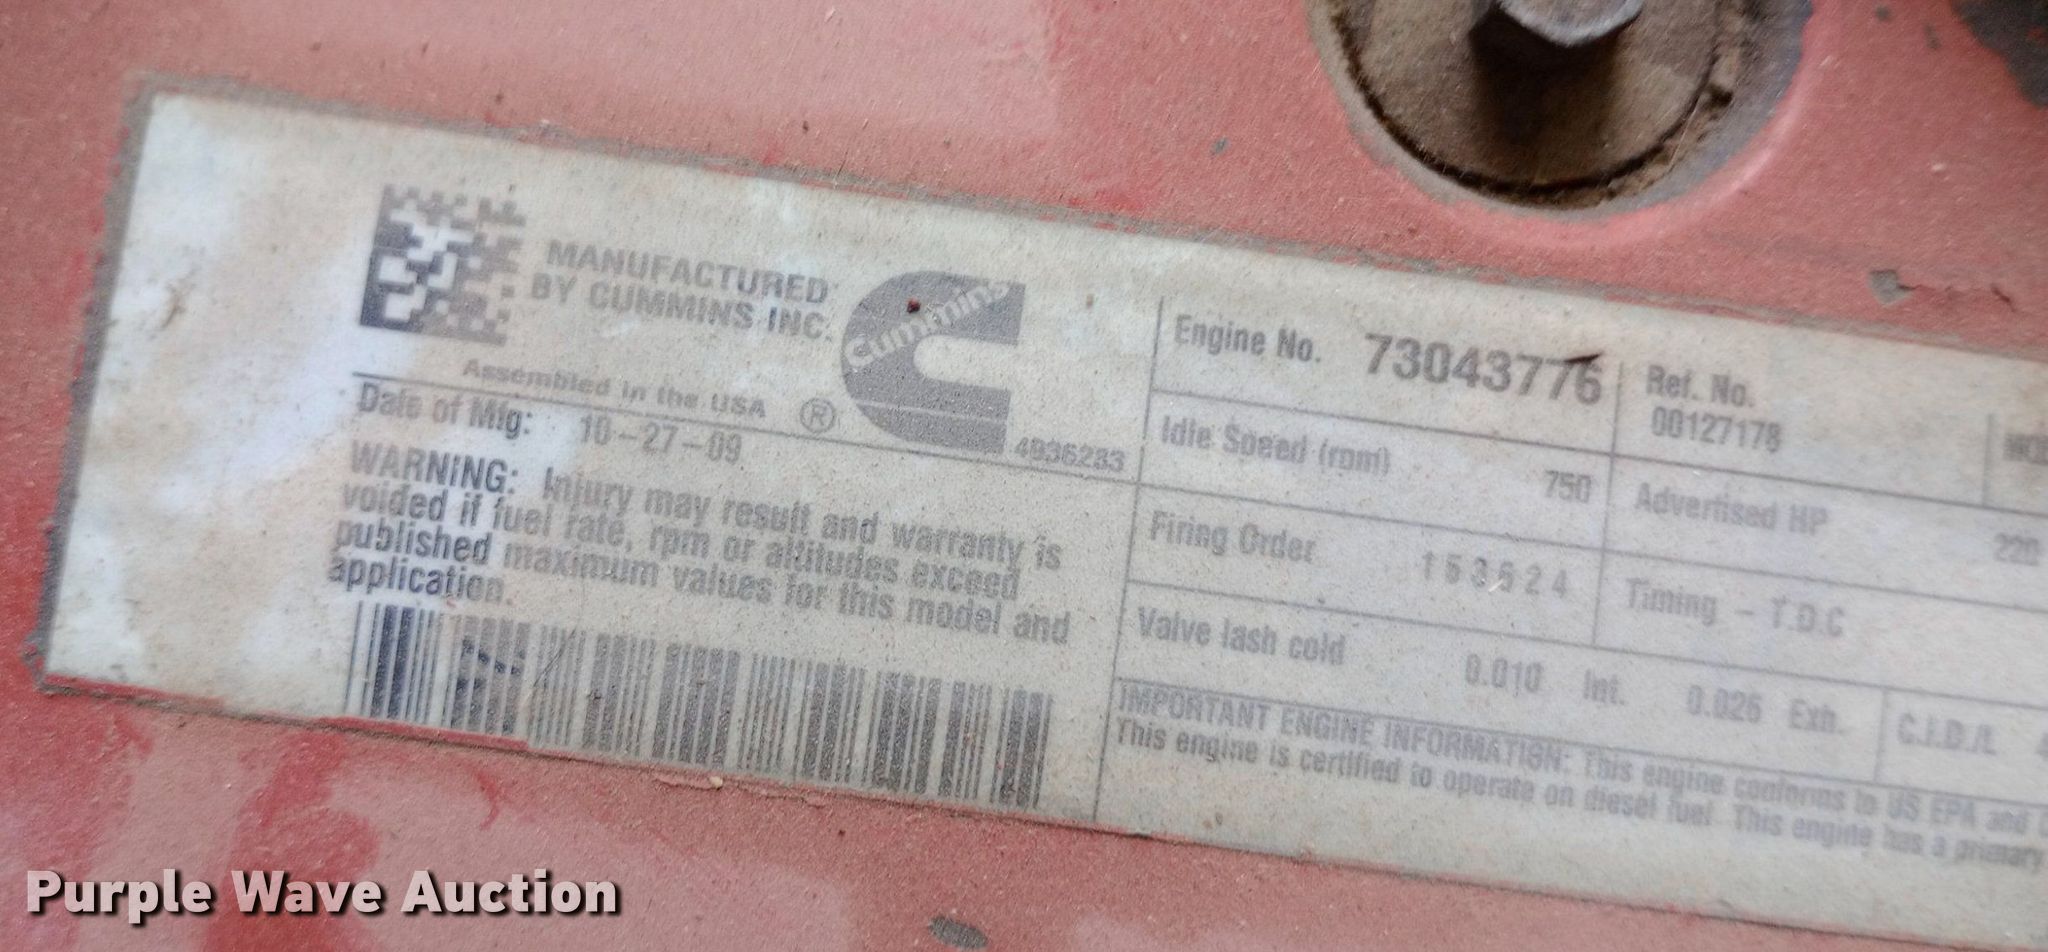 MANUFACTURED
BY CUMMINS INC.
Cummins
Assembled in the USA ®
4936283
Date of Mfg: 10-27-09
WARNING: Injury may result and warranty is
voided if fuel rate, rpm or altitudes exceed
published maximum values for this model and
application.
Engine No. 73043776
Ref. No.
00127178
Idle Speed (rpm) 750
Advertised HP 220
Firing Order 153624
Timing - T.D.C
Valve lash cold 0.010 Int. 0.026 Exh.
C.I.D./L
IMPORTANT ENGINE INFORMATION: This engine conforms to US EPA and
This engine is certified to operate on diesel fuel. This engine has a primary
Purple Wave Auction